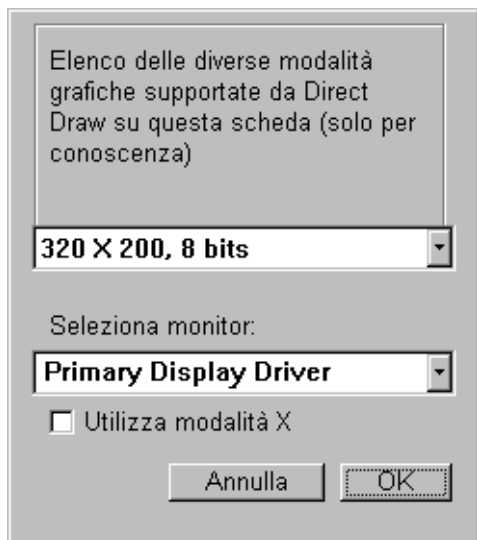 Elenco delle diverse modalità
grafiche supportate da Direct
Draw su questa scheda (solo per
conoscenza)
320 X 200, 8 bits
Seleziona monitor:
Primary Display Driver
Utilizza modalità X
Annulla OK